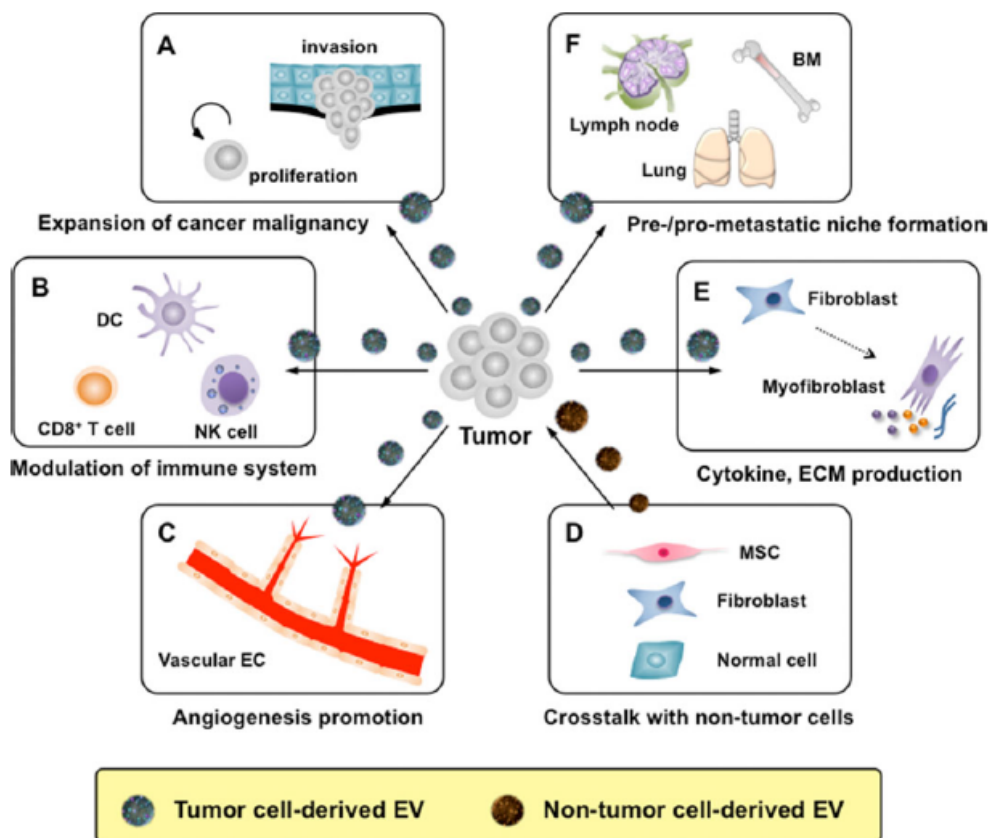 A
invasion
proliferation
Expansion of cancer malignancy
F
BM
Lymph node
Lung
Pre-/pro-metastatic niche formation
B
DC
CD8⁺ T cell
NK cell
Modulation of immune system
Tumor
E
Fibroblast
Myofibroblast
Cytokine, ECM production
C
Vascular EC
Angiogenesis promotion
D
MSC
Fibroblast
Normal cell
Crosstalk with non-tumor cells
Tumor cell-derived EV
Non-tumor cell-derived EV